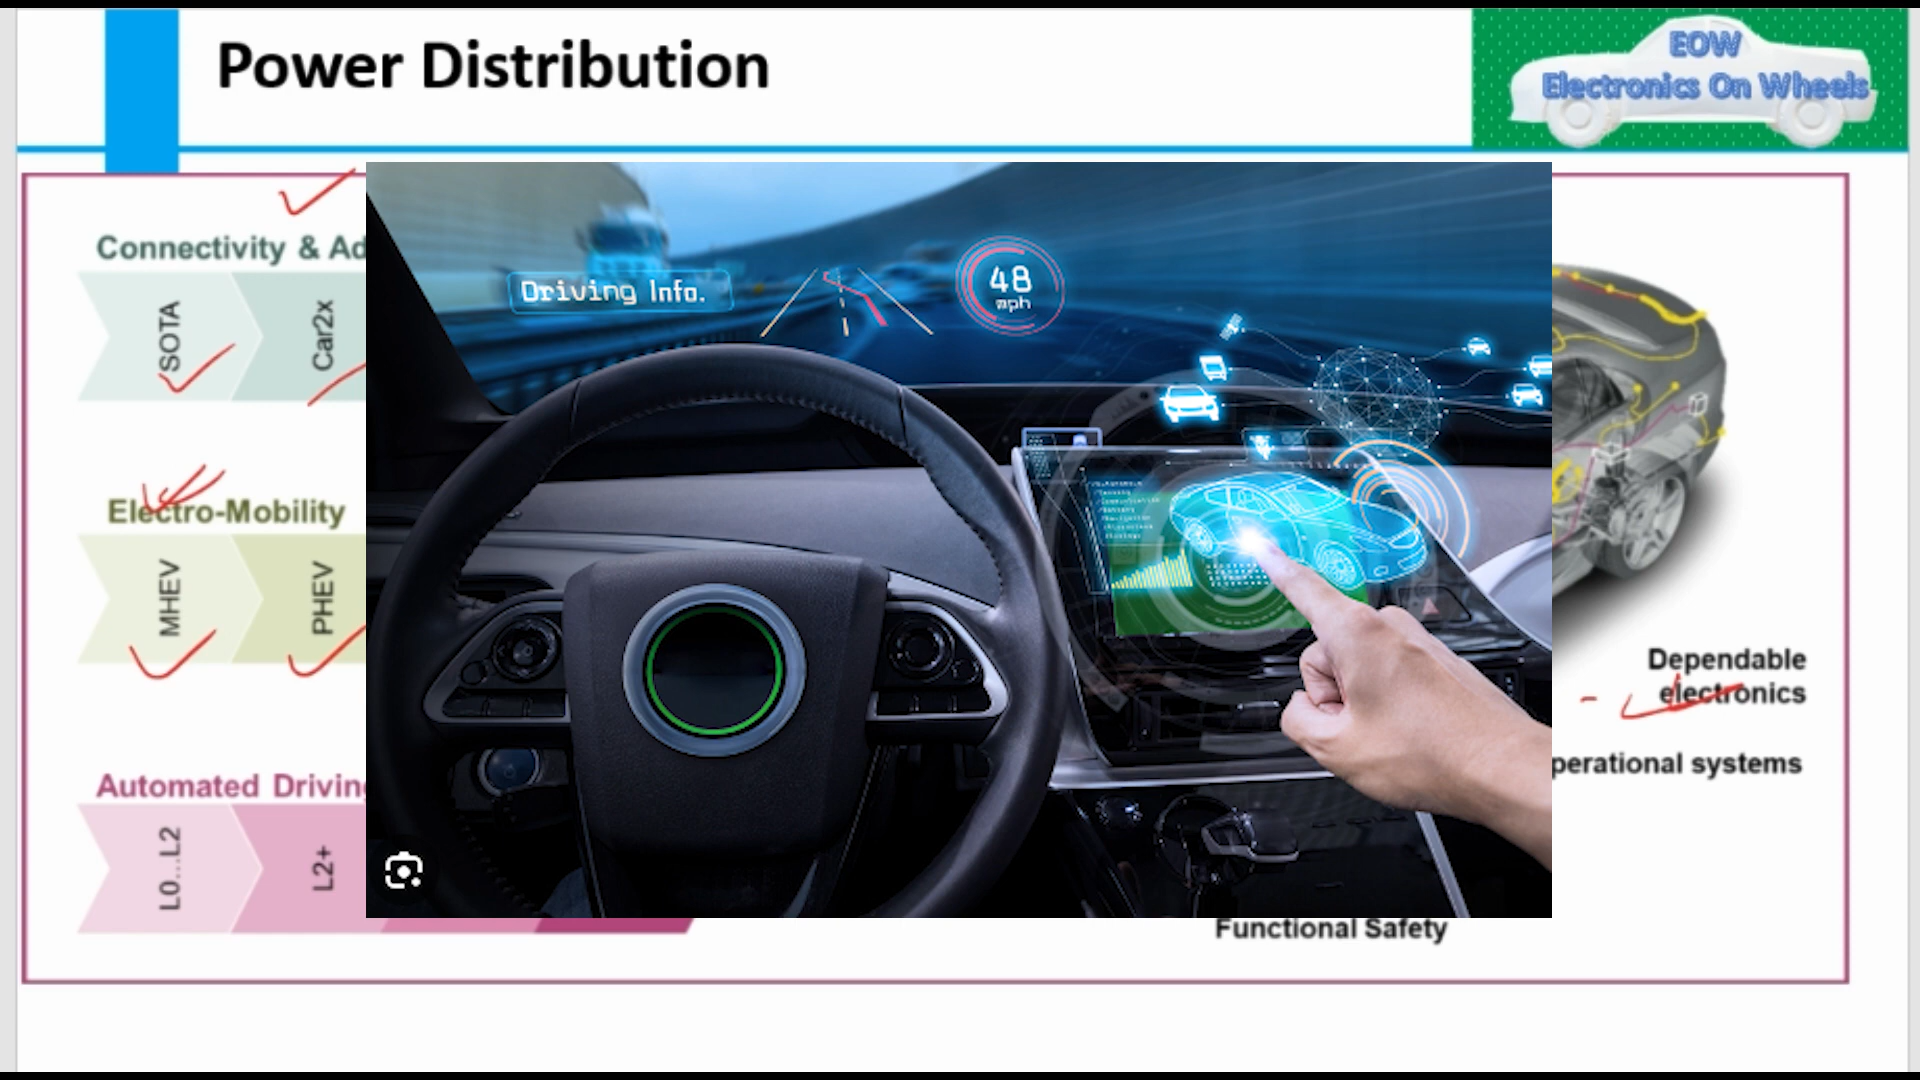 Power Distribution
EOW
Electronics On Wheels
Connectivity & Ad
SOTA
Car2x
Driving Info.
48
mph
Electro-Mobility
MHEV
PHEV
Dependable
electronics
perational systems
Automated Driving
L0...L2
L2+
Functional Safety